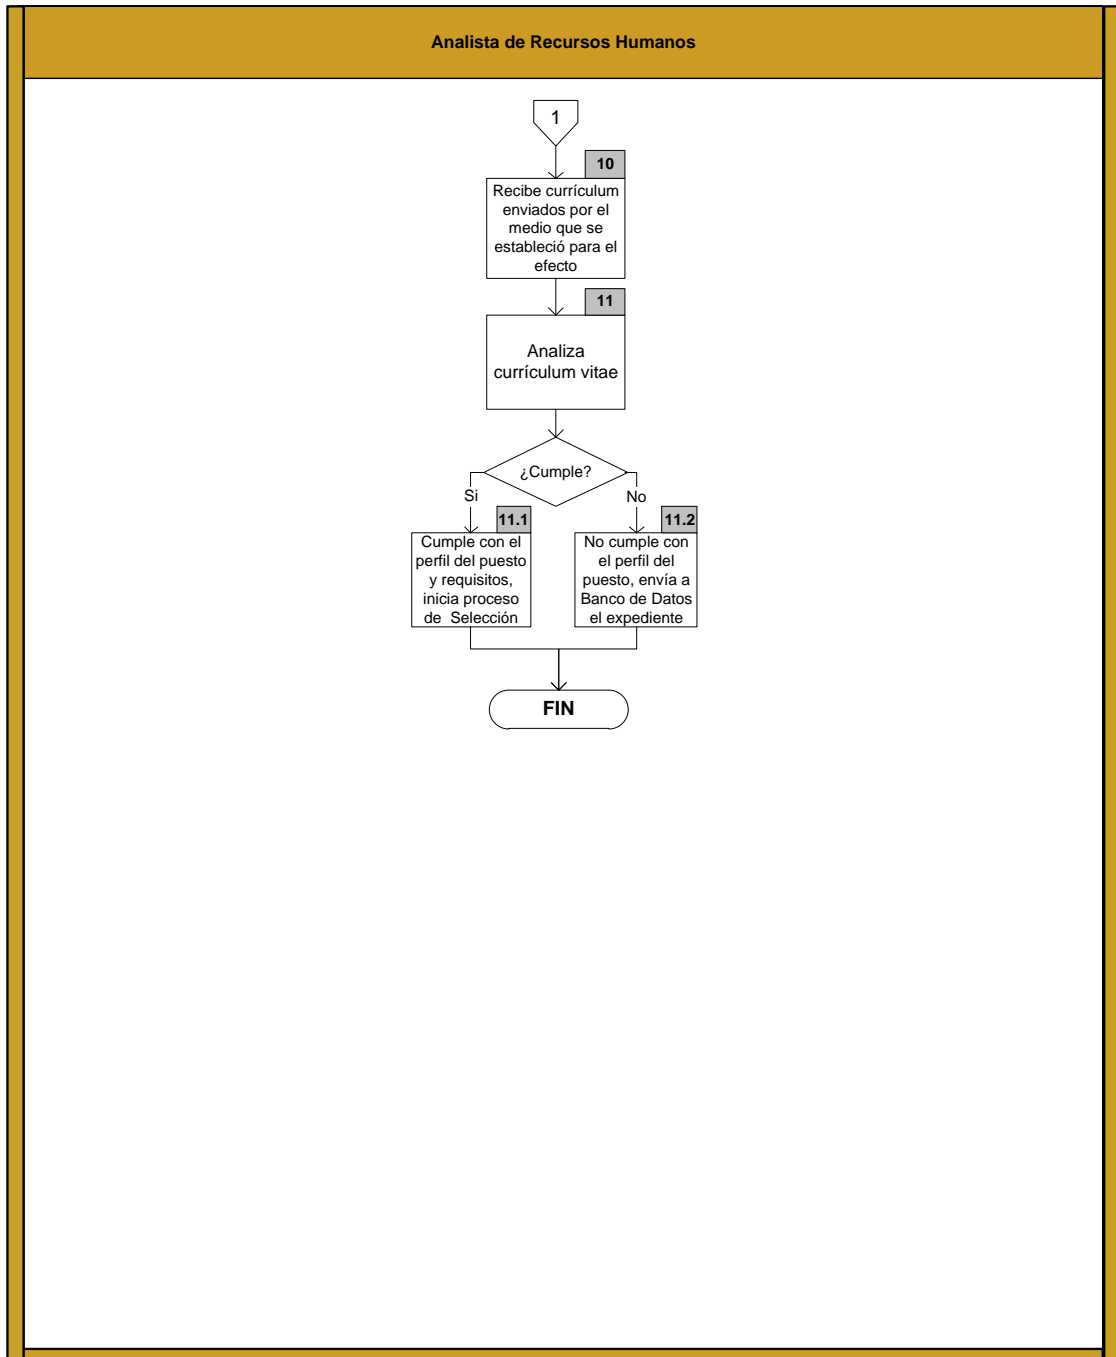 Analista de Recursos Humanos
1
10
Recibe currículum
enviados por el
medio que se
estableció para el
efecto
11
Analiza
currículum vitae
¿Cumple?
Si
No
11.1
Cumple con el
perfil del puesto
y requisitos,
inicia proceso
de Selección
11.2
No cumple con
el perfil del
puesto, envía a
Banco de Datos
el expediente
FIN